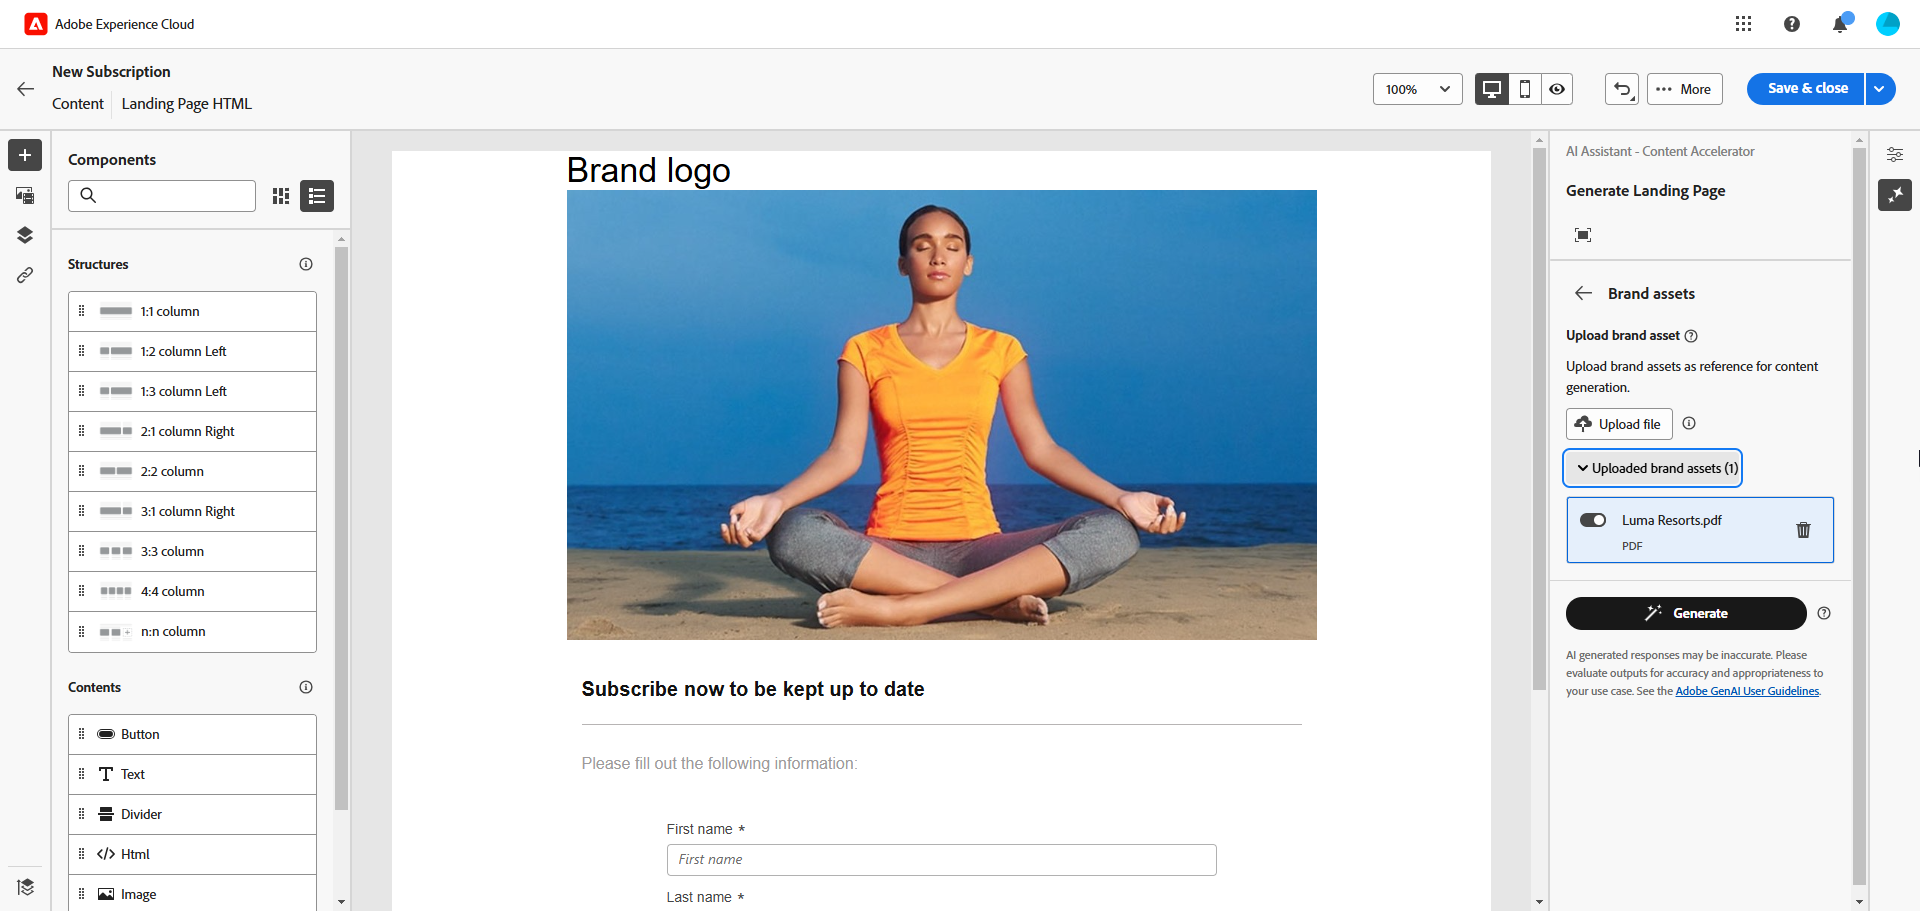 Adobe Experience Cloud
New Subscription
Content
Landing Page HTML
100%
More
Save & close
Components
Structures
1:1 column
1:2 column Left
1:3 column Left
2:1 column Right
2:2 column
3:1 column Right
3:3 column
4:4 column
n:n column
Contents
Button
Text
Divider
Html
Image
Brand logo
Subscribe now to be kept up to date
Please fill out the following information:
First name *
First name
Last name *
AI Assistant - Content Accelerator
Generate Landing Page
Brand assets
Upload brand asset
Upload brand assets as reference for content
generation.
Upload file
Uploaded brand assets (1)
Luma Resorts.pdf
PDF
Generate
AI generated responses may be inaccurate. Please
evaluate outputs for accuracy and appropriateness to
your use case. See the Adobe GenAI User Guidelines.